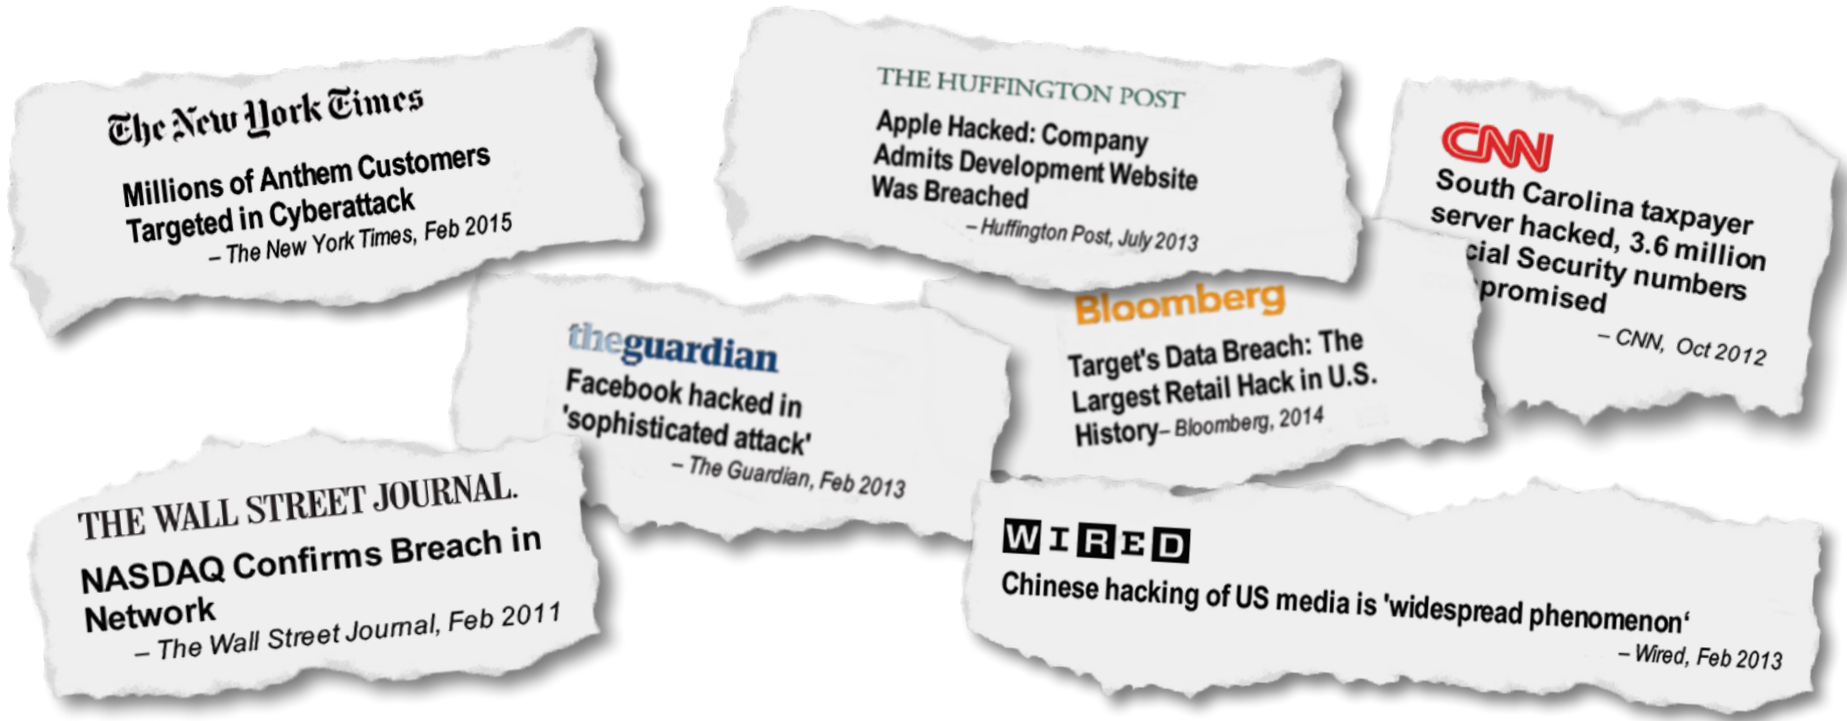 The New York Times
Millions of Anthem Customers
Targeted in Cyberattack
– The New York Times, Feb 2015
THE HUFFINGTON POST
Apple Hacked: Company
Admits Development Website
Was Breached
– Huffington Post, July 2013
CNN
South Carolina taxpayer
server hacked, 3.6 million
cial Security numbers
promised
– CNN, Oct 2012
theguardian
Facebook hacked in
'sophisticated attack'
– The Guardian, Feb 2013
Bloomberg
Target's Data Breach: The
Largest Retail Hack in U.S.
History– Bloomberg, 2014
THE WALL STREET JOURNAL.
NASDAQ Confirms Breach in
Network
– The Wall Street Journal, Feb 2011
WIRED
Chinese hacking of US media is 'widespread phenomenon‘
– Wired, Feb 2013